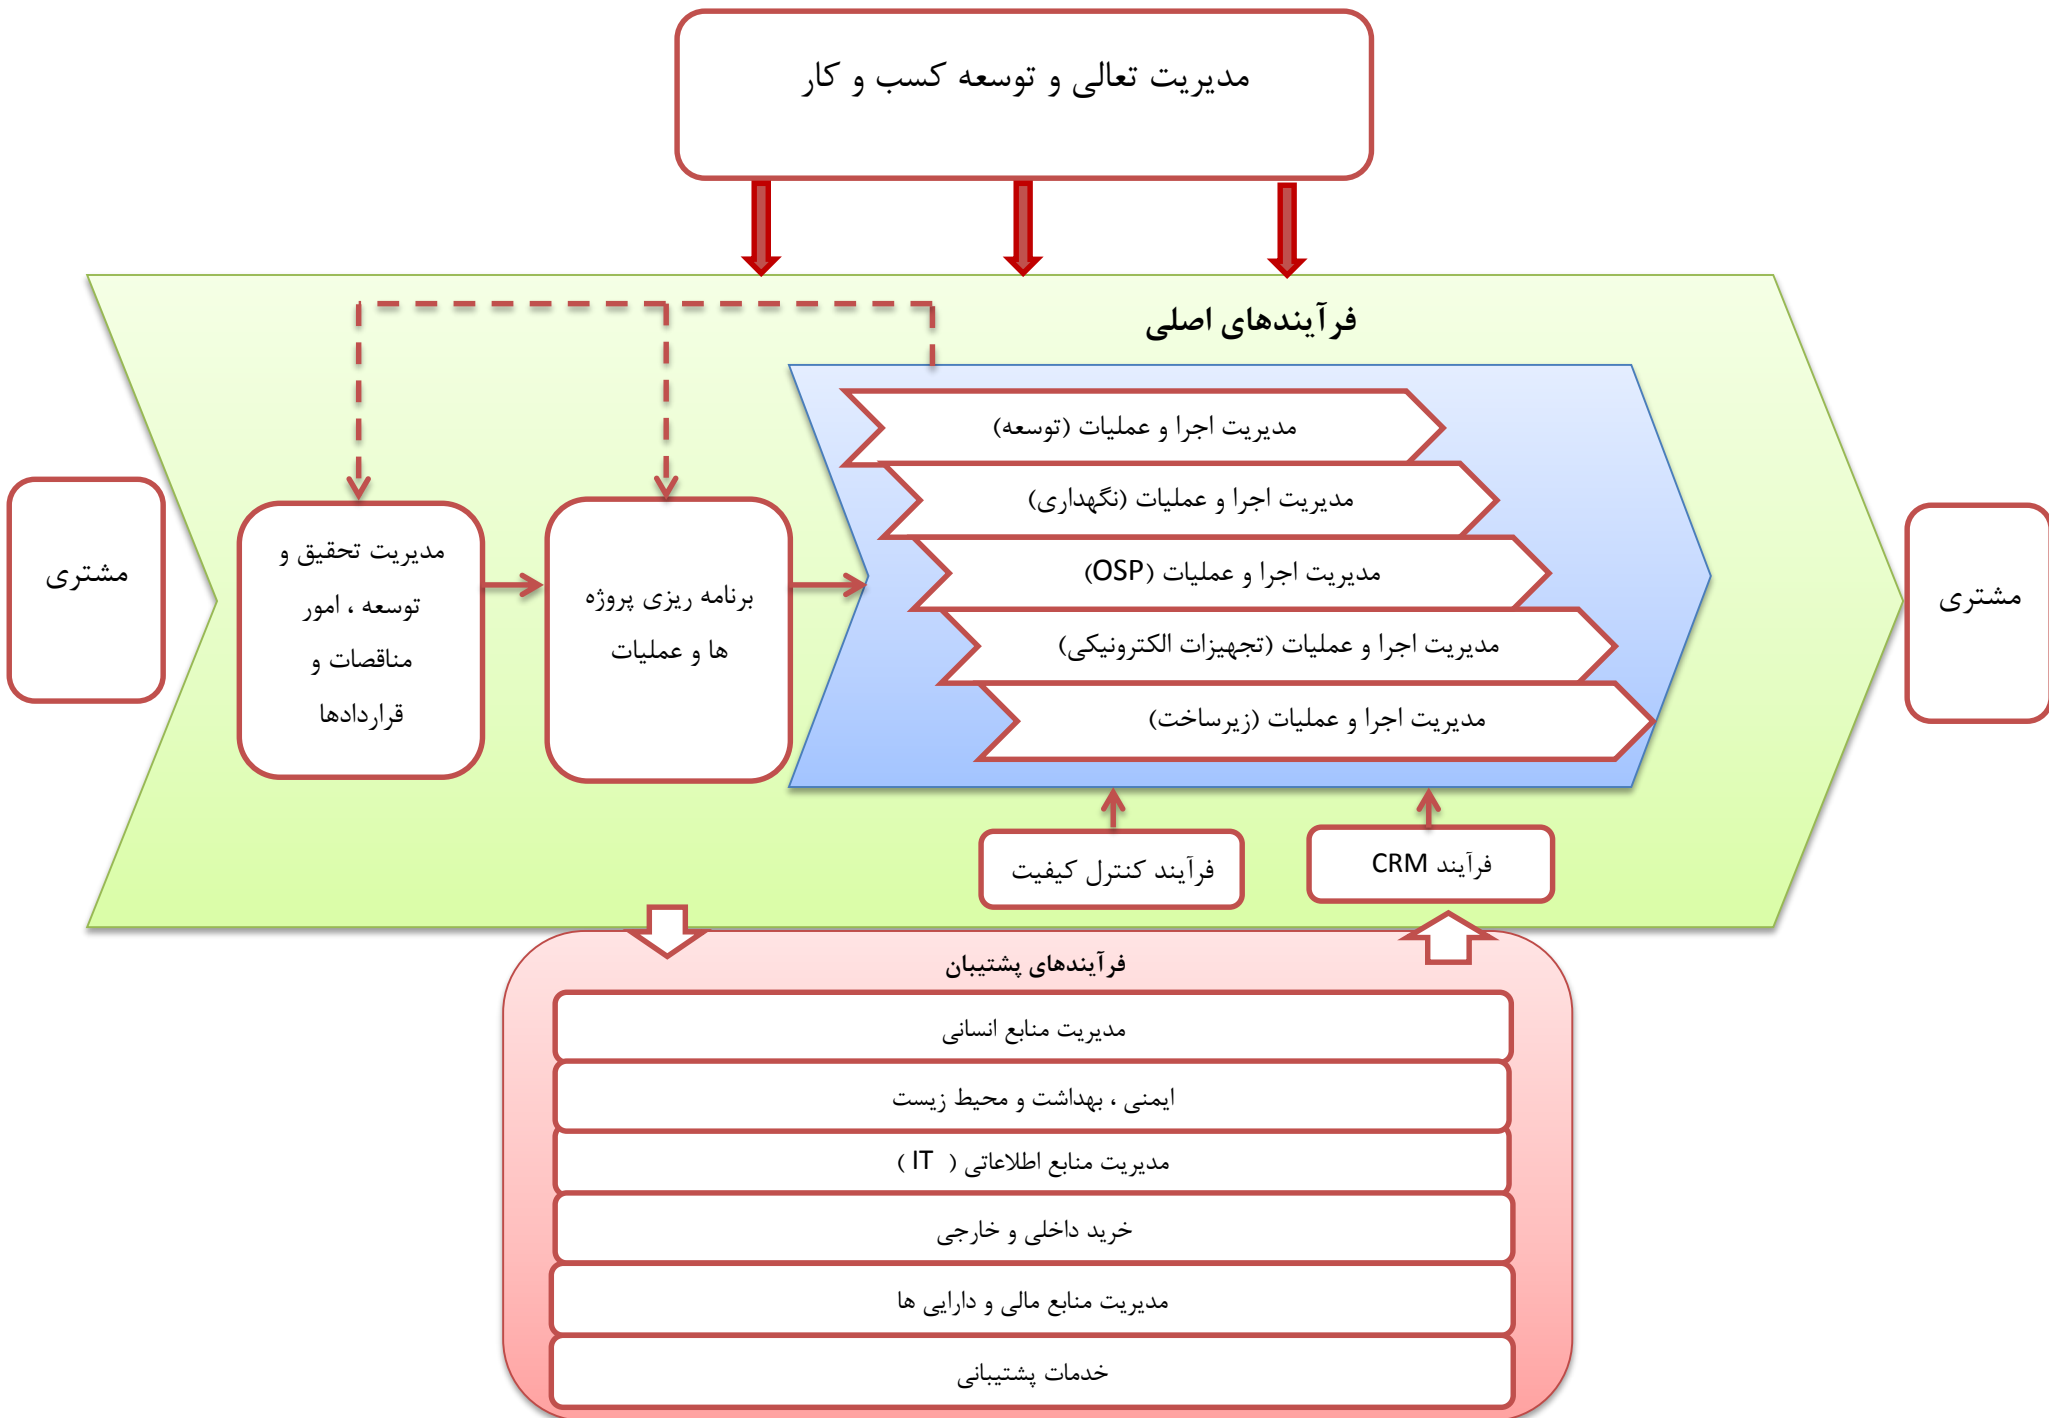 مدیریت تعالی و توسعه کسب و کار
فرآیندهای اصلی
مشتری
مدیریت تحقیق و
توسعه ، امور
مناقصات و
قراردادها
برنامه ریزی پروژه
ها و عملیات
مدیریت اجرا و عملیات (توسعه)
مدیریت اجرا و عملیات (نگهداری)
مدیریت اجرا و عملیات (OSP)
مدیریت اجرا و عملیات (تجهیزات الکترونیکی)
مدیریت اجرا و عملیات (زیرساخت)
مشتری
فرآیند کنترل کیفیت
فرآیند CRM
فرآیندهای پشتیبان
مدیریت منابع انسانی
ایمنی ، بهداشت و محیط زیست
مدیریت منابع اطلاعاتی ( IT )
خرید داخلی و خارجی
مدیریت منابع مالی و دارایی ها
خدمات پشتیبانی